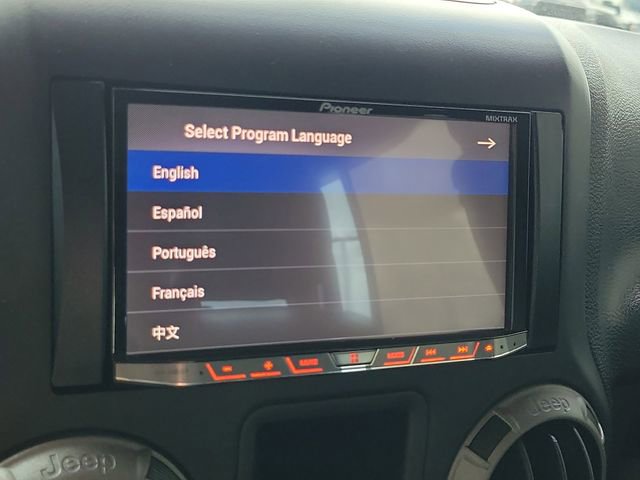 Pioneer
MIXTRAX
Select Program Language →
English
Español
Português
Français
中文
Jeep
Jeep